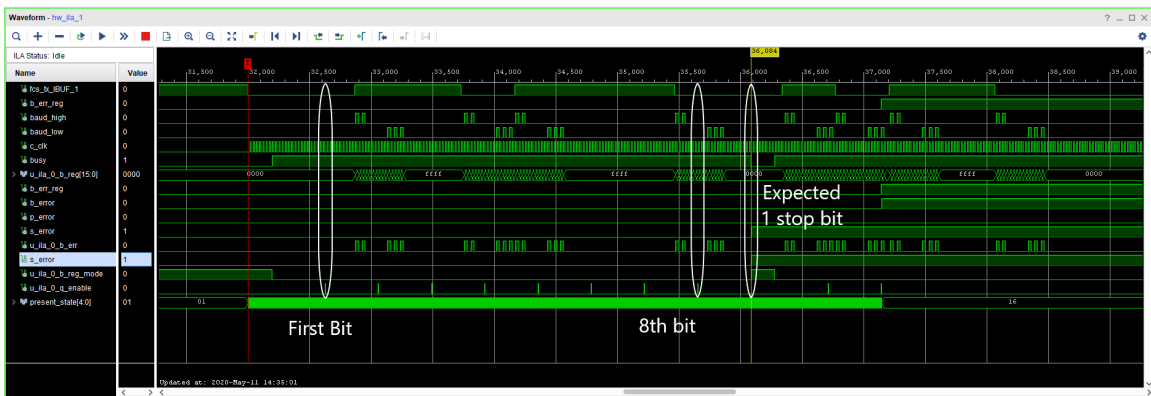 Waveform - hw_ila_1
ILA Status: Idle
Name Value
36,084
31,500 32,000 32,500 33,000 33,500 34,000 34,500 35,000 35,500 36,000 36,500 37,000 37,500 38,000 38,500 39,000
fcs_tx_IBUF_1 0
b_err_reg 0
baud_high 0
baud_low 0
c_clk 0
busy 1
u_ila_0_b_reg[15:0] 0000 0000 ffff ffff 0000 ffff 0000
b_err_reg 0
b_error 0
p_error 0
s_error 1
u_ila_0_b_err 0
s_error 1
u_ila_0_b_reg_mode 0
u_ila_0_q_enable 0
present_state[4:0] 01 01 16
Expected
1 stop bit
First Bit
8th bit
Updated at: 2020-May-11 14:35:01